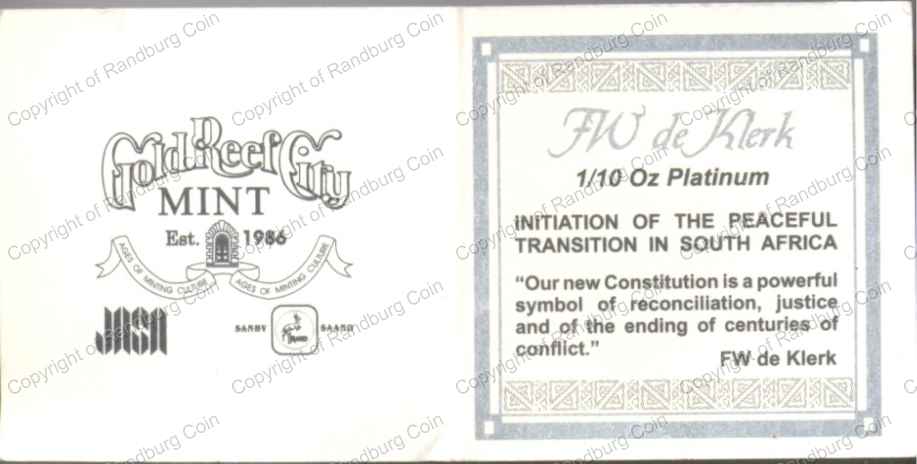 Gold Reef City
MINT
Est. 1986
AGES OF MINTING CULTURE AGES OF MINTING CULTURE
JASA
SANDV SAAND
FW de Klerk
1/10 Oz Platinum
INITIATION OF THE PEACEFUL
TRANSITION IN SOUTH AFRICA
“Our new Constitution is a powerful
symbol of reconciliation, justice
and of the ending of centuries of
conflict.”
FW de Klerk
Copyright of Randburg Coin